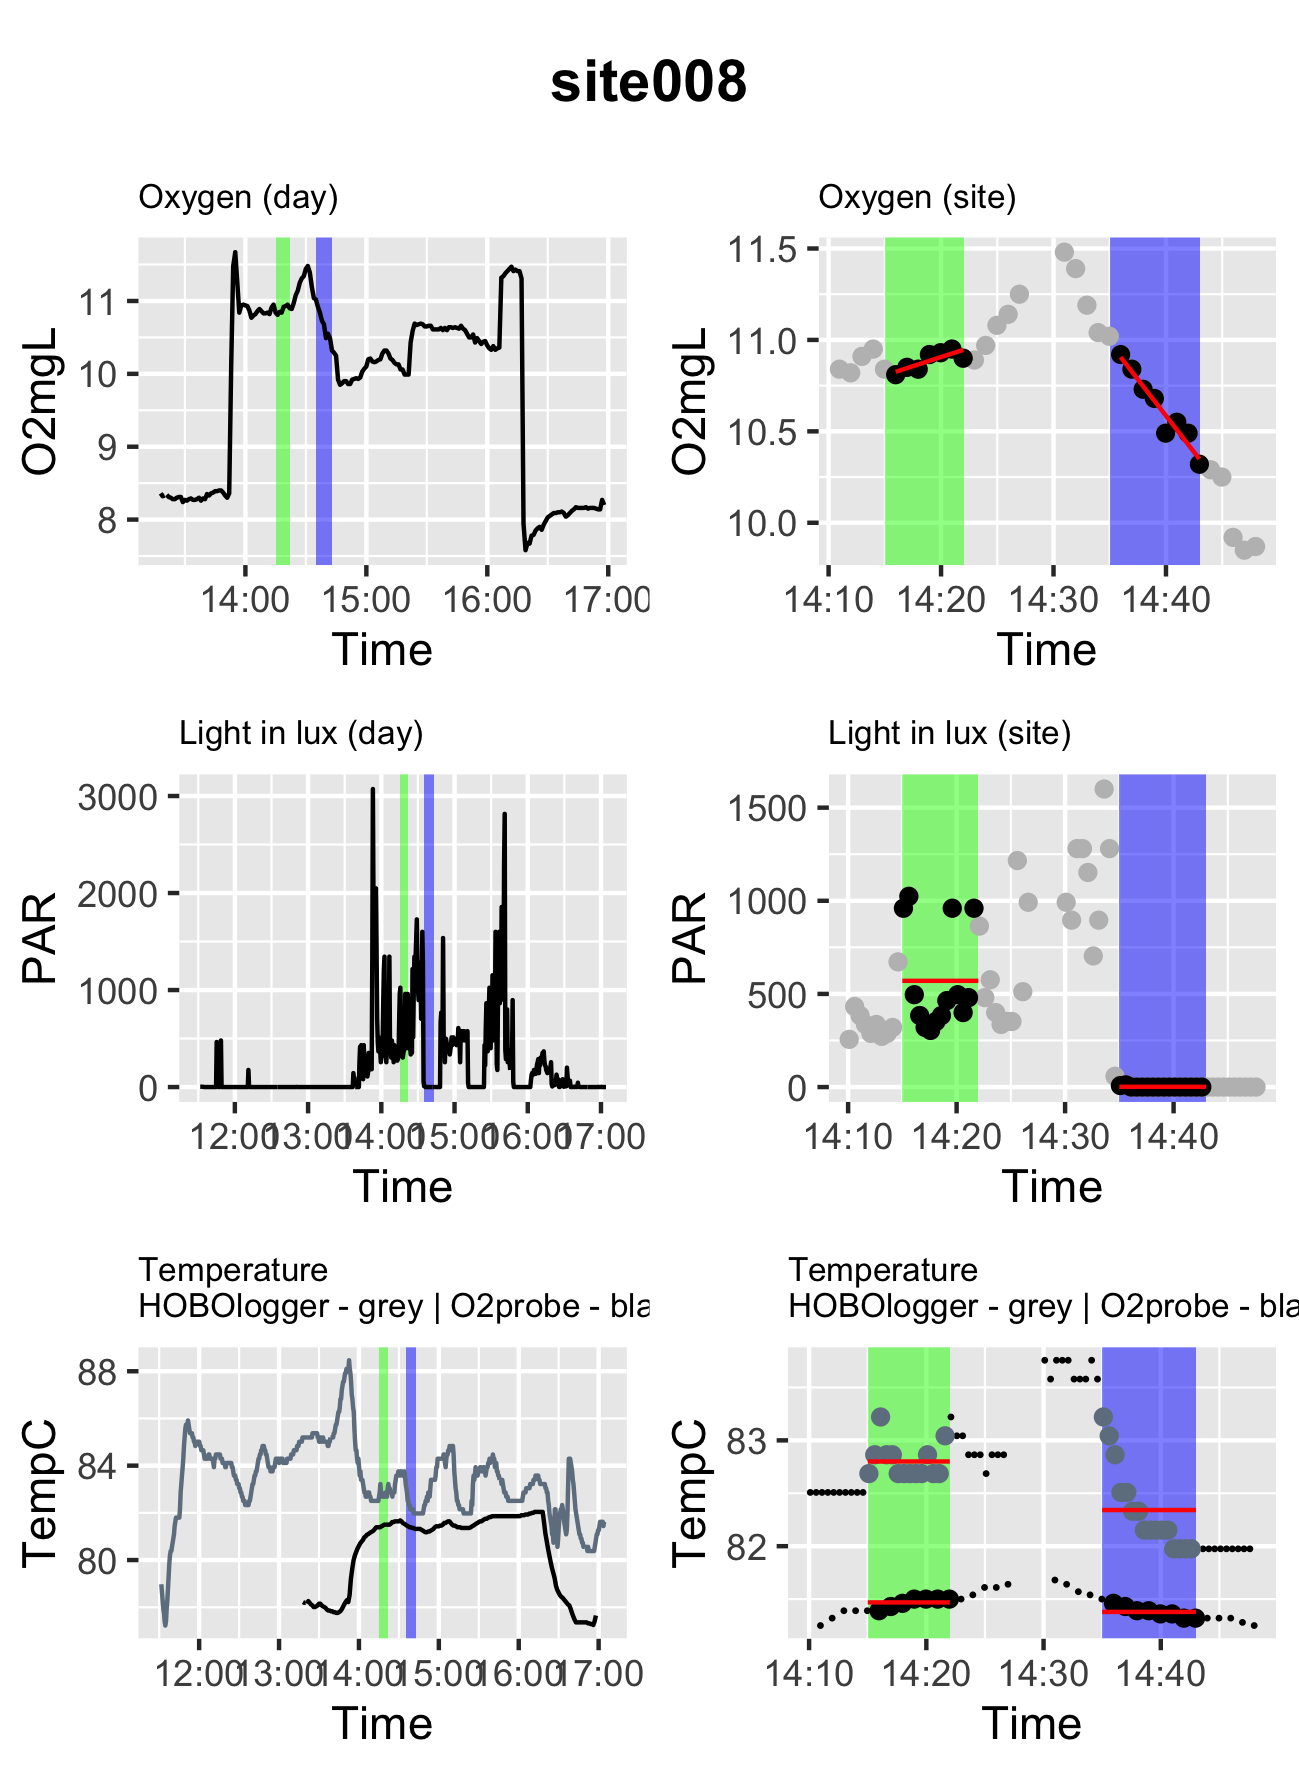 site008
Oxygen (day)
O2mgL
11
10
9
8
14:00 15:00 16:00 17:00
Time
Oxygen (site)
O2mgL
11.5
11.0
10.5
10.0
14:10 14:20 14:30 14:40
Time
Light in lux (day)
PAR
3000
2000
1000
0
12:00 13:00 14:00 15:00 16:00 17:00
Time
Light in lux (site)
PAR
1500
1000
500
0
14:10 14:20 14:30 14:40
Time
Temperature
HOBOlogger - grey | O2probe - bla
TempC
88
84
80
12:00 13:00 14:00 15:00 16:00 17:00
Time
Temperature
HOBOlogger - grey | O2probe - bla
TempC
83
82
14:10 14:20 14:30 14:40
Time